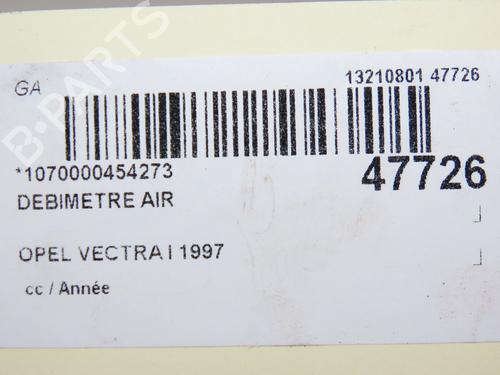 GA
13210801 47726
*1070000454273
47726
DEBIMETRE AIR
OPEL VECTRA I 1997
cc / Année
B-PARTS